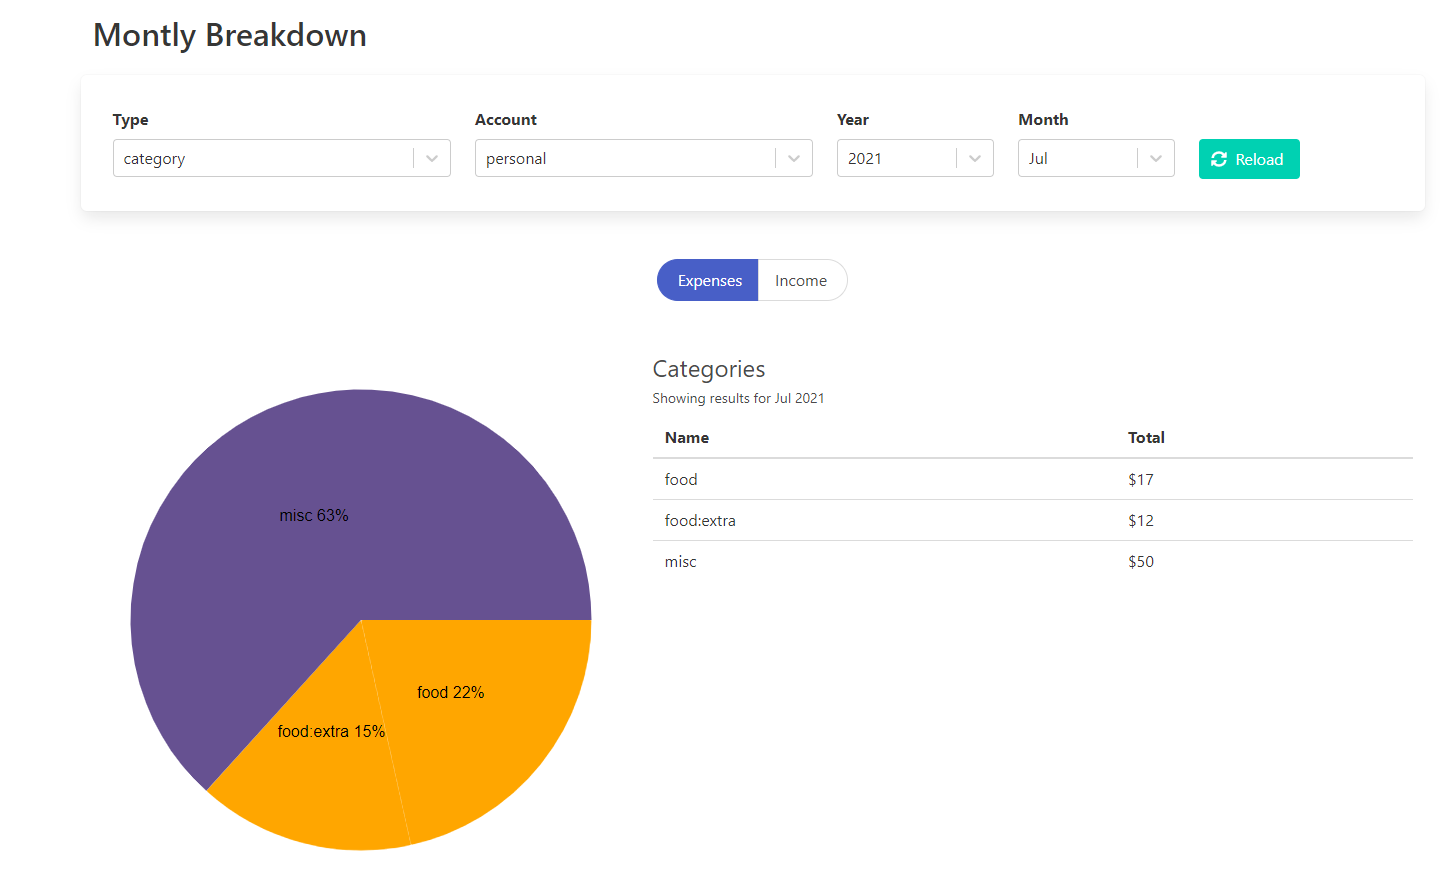 Montly Breakdown
Type Account Year Month
category personal 2021 Jul Reload
Expenses Income
Categories
Showing results for Jul 2021
Name Total
food $17
food:extra $12
misc $50
misc 63%
food 22%
food:extra 15%